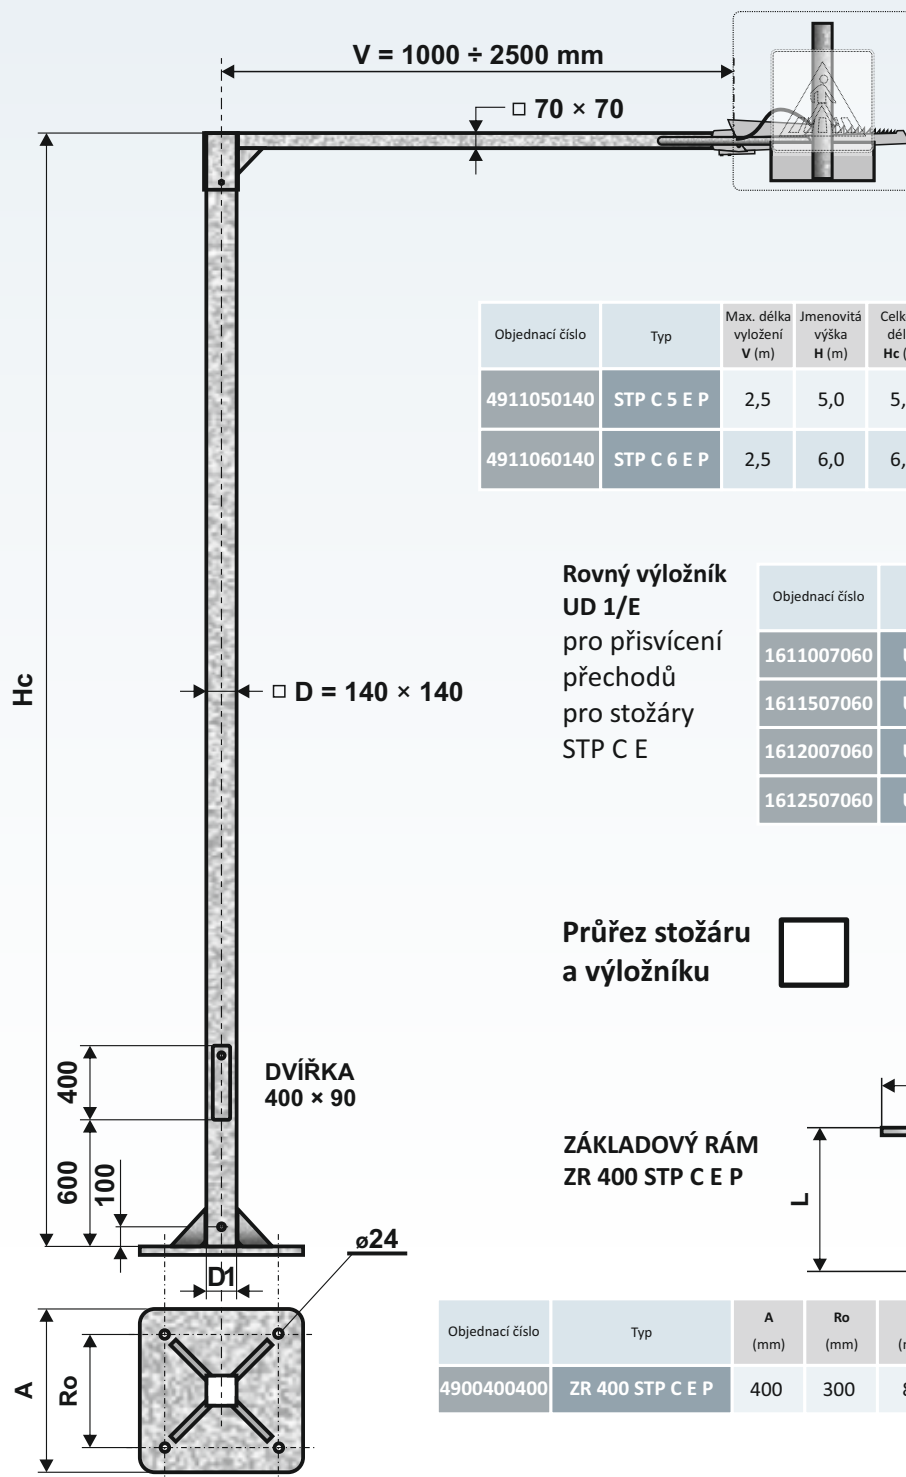 V = 1000 ÷ 2500 mm
□ 70 × 70
Objednací číslo
Typ
Max. délka
vyložení
V (m)
Jmenovitá
výška
H (m)
Hc
4911050140 STP C 5 E P 2,5 5,0 5,
4911060140 STP C 6 E P 2,5 6,0 6,
Rovný výložník
UD 1/E
pro přisvícení
přechodů
pro stožáry
STP C E
Objednací číslo
1611007060 U
1611507060 U
1612007060 U
1612507060 U
Hc
□ D = 140 × 140
Průřez stožáru
a výložníku
400
DVÍŘKA
400 × 90
600
100
ZÁKLADOVÝ RÁM
ZR 400 STP C E P
L
ø24
D1
A
Ro
Objednací číslo
Typ
A
(mm)
Ro
(mm)
4900400400 ZR 400 STP C E P 400 300